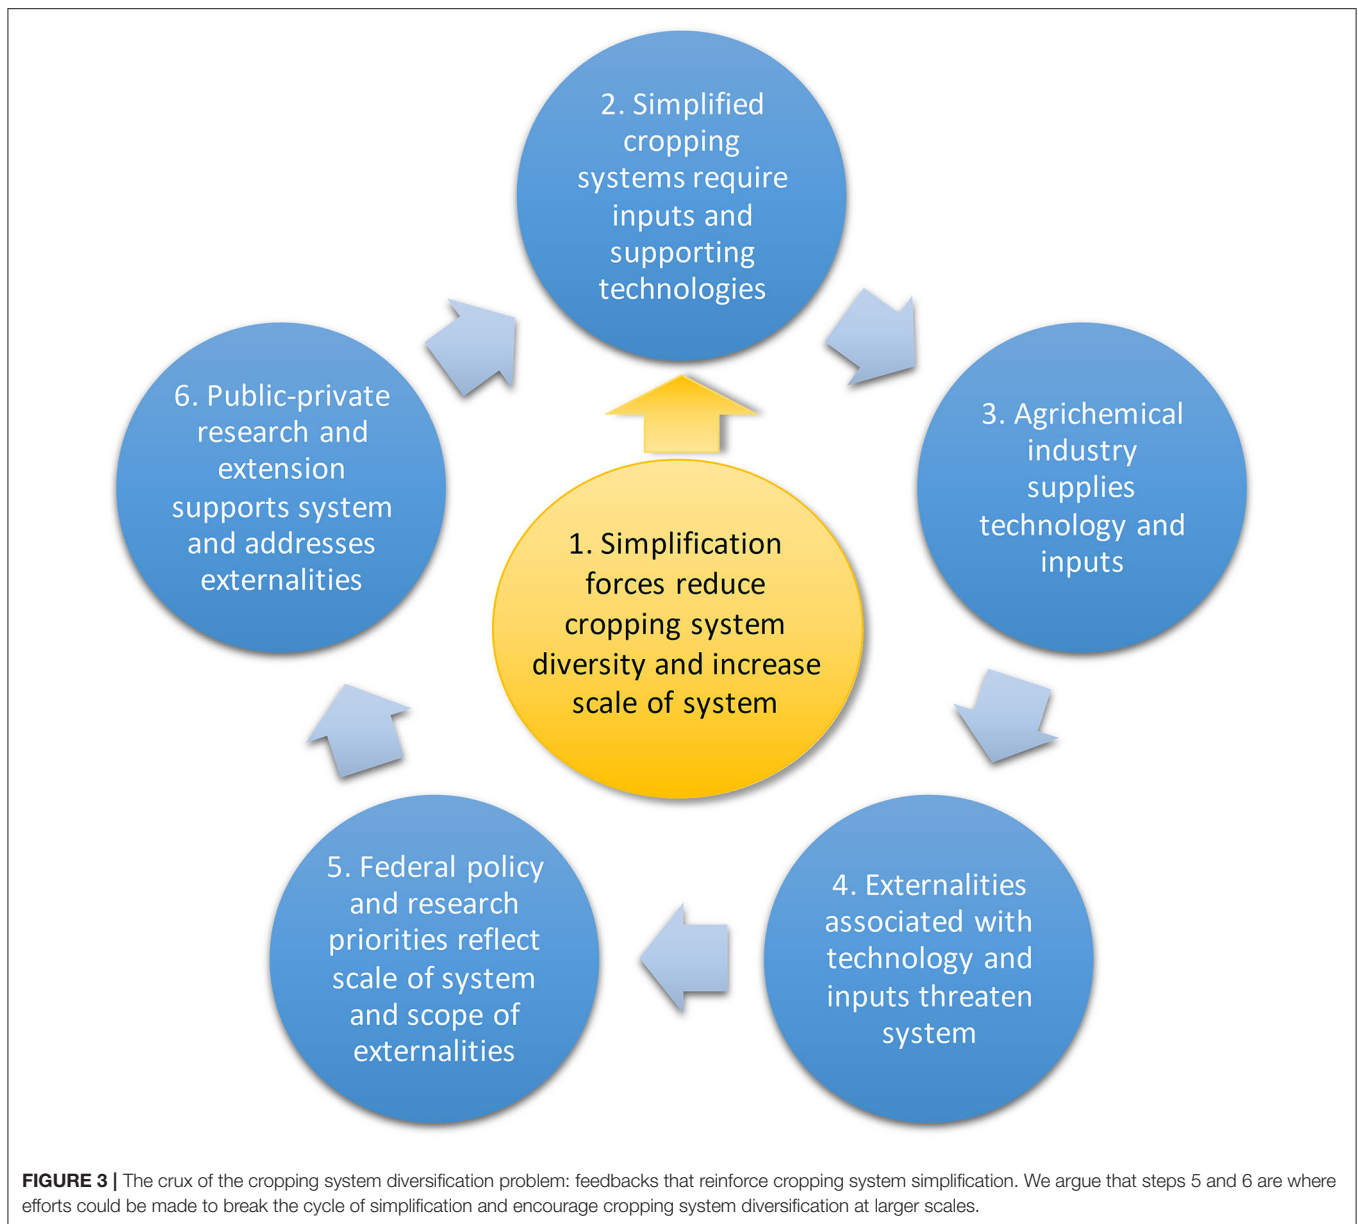 2. Simplified
cropping
systems require
inputs and
supporting
technologies
3. Agrichemical
industry
supplies
technology and
inputs
4. Externalities
associated with
technology and
inputs threaten
system
5. Federal policy
and research
priorities reflect
scale of system
and scope of
externalities
6. Public-private
research and
extension
supports system
and addresses
externalities
1. Simplification
forces reduce
cropping system
diversity and increase
scale of system
FIGURE 3 | The crux of the cropping system diversification problem: feedbacks that reinforce cropping system simplification. We argue that steps 5 and 6 are where
efforts could be made to break the cycle of simplification and encourage cropping system diversification at larger scales.